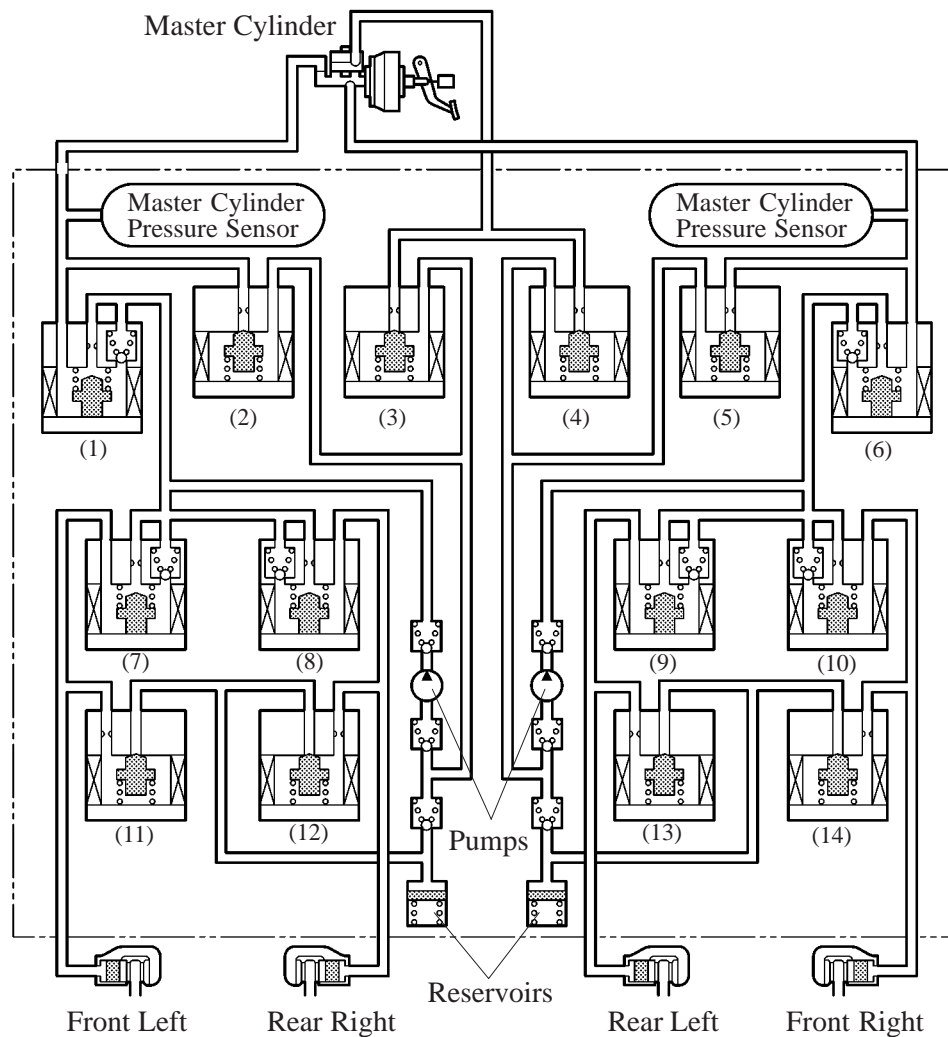 Master Cylinder
Master Cylinder
Pressure Sensor
Master Cylinder
Pressure Sensor
(1)
(2)
(3)
(4)
(5)
(6)
(7)
(8)
(9)
(10)
(11)
(12)
(13)
(14)
Pumps
Reservoirs
Front Left
Rear Right
Rear Left
Front Right